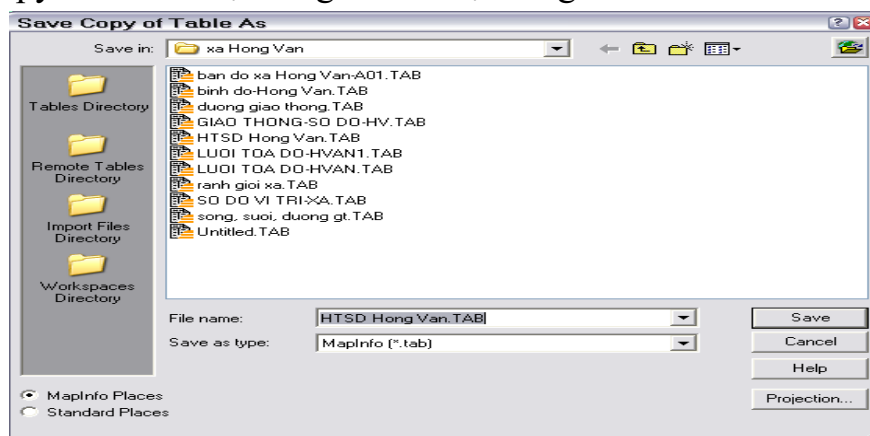 Save Copy of Table As
Save in:
xa Hong Van
Tables Directory
Remote Tables
Directory
Import Files
Directory
Workspaces
Directory
ban do xa Hong Van-A01.TAB
binh do-Hong Van.TAB
duong giao thong.TAB
GIAO THONG-SO DO-HV.TAB
HTSD Hong Van.TAB
LUOI TOA DO-HVAN1.TAB
LUOI TOA DO-HVAN.TAB
ranh gioi xa.TAB
SO DO VI TRI-XA.TAB
song, suoi, duong gt.TAB
Untitled.TAB
File name:
HTSD Hong Van.TAB
Save
Save as type:
MapInfo (*.tab)
Cancel
Help
MapInfo Places
Standard Places
Projection...